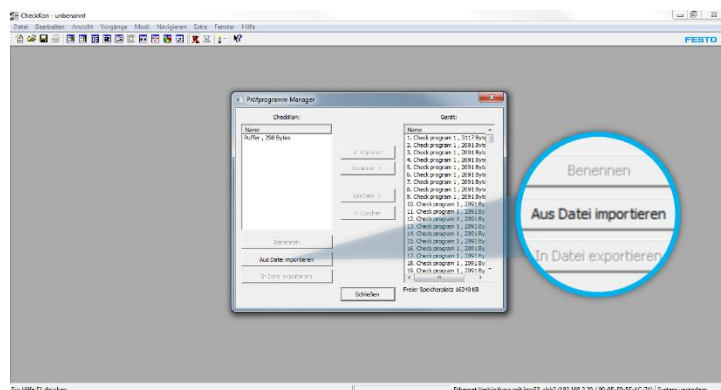 CheckKon - unbenannt
Datei Bearbeiten Ansicht Vorgänge Modi Navigieren Extra Fenster Hilfe
FESTO
Prüfprogramm Manager
CheckKon:
Gerät:
Name
Name
Puffer , 298 Bytes
1. Check program 1 , 3117 Byte
2. Check program 1 , 2091 Byte
3. Check program 1 , 2091 Byte
4. Check program 1 , 2091 Byte
5. Check program 1 , 2091 Byte
6. Check program 1 , 2091 Byte
7. Check program 1 , 2091 Byte
8. Check program 1 , 2091 Byte
9. Check program 1 , 2091 Byte
10. Check program 1 , 2091 By
11. Check program 1 , 2091 By
12. Check program 1 , 2091 By
13. Check program 1 , 2091 By
14. Check program 1 , 2091 By
15. Check program 1 , 2091 By
16. Check program 1 , 2091 By
17. Check program 1 , 2091 By
18. Check program 1 , 2091 By
19. Check program 1 , 2091 By
< Kopieren
Kopieren >
Löschen >
< Löschen
Benennen
Aus Datei importieren
In Datei exportieren
Schließen
Freier Speicherplatz 16240 KB
Benennen
Aus Datei importieren
In Datei exportieren
Für Hilfe F1 drücken